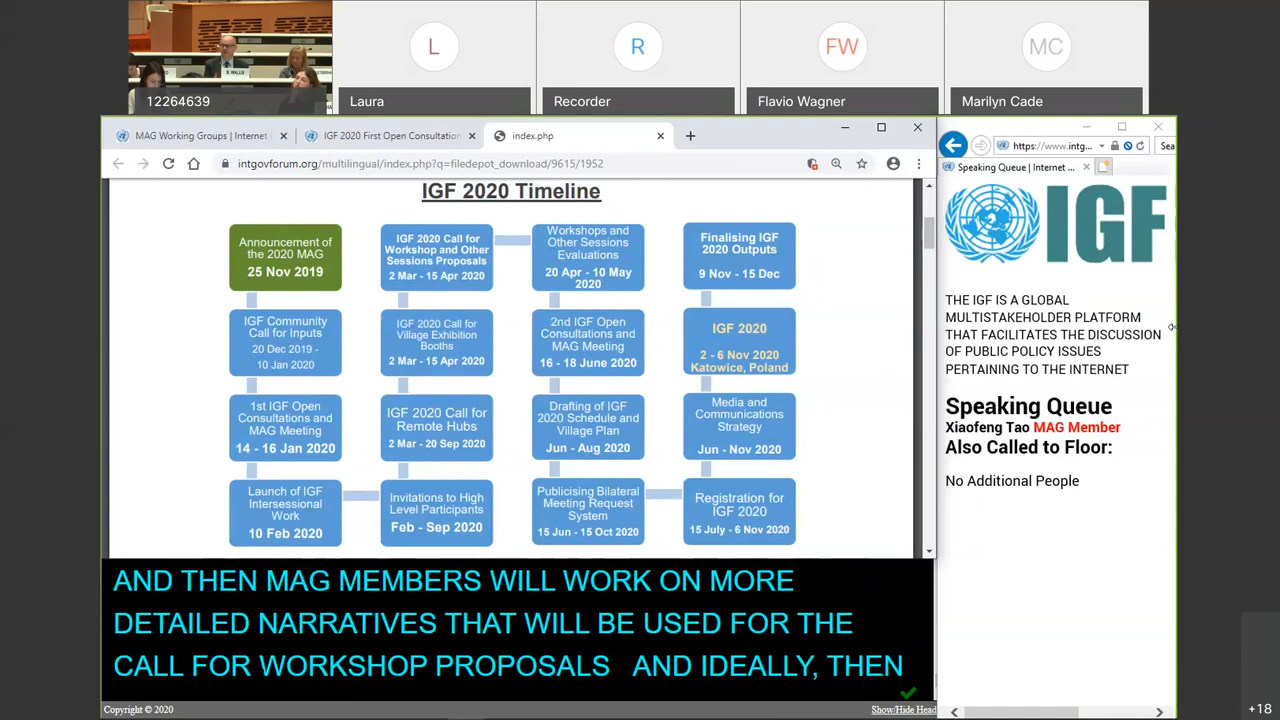 S. WALLIS
L
R
FW
MC
12264639
Laura
Recorder
Flavio Wagner
Marilyn Cade
MAG Working Groups | Internet
IGF 2020 First Open Consultation
index.php
intgovforum.org/multilingual/index.php?q=filedepot_download/9615/1952
IGF 2020 Timeline
Announcement of
the 2020 MAG
25 Nov 2019
IGF Community
Call for Inputs
20 Dec 2019 -
10 Jan 2020
1st IGF Open
Consultations and
MAG Meeting
14 - 16 Jan 2020
Launch of IGF
Intersessional
Work
10 Feb 2020
IGF 2020 Call for
Workshop and Other
Sessions Proposals
2 Mar - 15 Apr 2020
IGF 2020 Call for
Village Exhibition
Booths
2 Mar - 15 Apr 2020
IGF 2020 Call for
Remote Hubs
2 Mar - 20 Sep 2020
Invitations to High
Level Participants
Feb - Sep 2020
Workshops and
Other Sessions
Evaluations
20 Apr - 10 May
2020
2nd IGF Open
Consultations and
MAG Meeting
16 - 18 June 2020
Drafting of IGF
2020 Schedule and
Village Plan
Jun - Aug 2020
Publicising Bilateral
Meeting Request
System
15 Jun - 15 Oct 2020
Finalising IGF
2020 Outputs
9 Nov - 15 Dec
IGF 2020
2 - 6 Nov 2020
Katowice, Poland
Media and
Communications
Strategy
Jun - Nov 2020
Registration for
IGF 2020
15 July - 6 Nov 2020
https://www.intg...
Sea
Speaking Queue | Internet ...
IGF
THE IGF IS A GLOBAL
MULTISTAKEHOLDER PLATFORM
THAT FACILITATES THE DISCUSSION
OF PUBLIC POLICY ISSUES
PERTAINING TO THE INTERNET
Speaking Queue
Xiaofeng Tao MAG Member
Also Called to Floor:
No Additional People
AND THEN MAG MEMBERS WILL WORK ON MORE
DETAILED NARRATIVES THAT WILL BE USED FOR THE
CALL FOR WORKSHOP PROPOSALS AND IDEALLY, THEN
Copyright © 2020
Show/Hide Head
+18